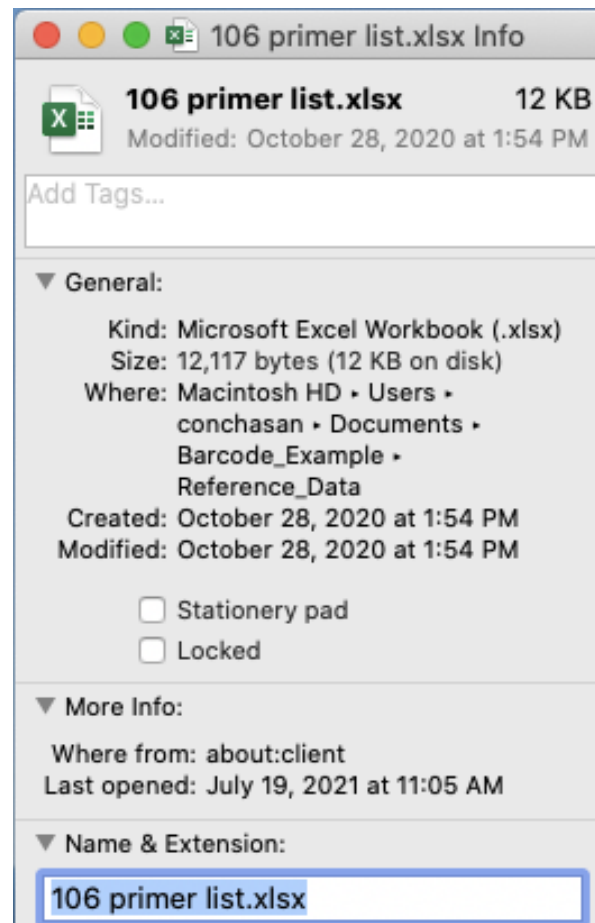 106 primer list.xlsx Info
106 primer list.xlsx 12 KB
Modified: October 28, 2020 at 1:54 PM
Add Tags...
General:
Kind: Microsoft Excel Workbook (.xlsx)
Size: 12,117 bytes (12 KB on disk)
Where: Macintosh HD ▸ Users ▸
conchasan ▸ Documents ▸
Barcode_Example ▸
Reference_Data
Created: October 28, 2020 at 1:54 PM
Modified: October 28, 2020 at 1:54 PM
Stationery pad
Locked
More Info:
Where from: about:client
Last opened: July 19, 2021 at 11:05 AM
Name & Extension:
106 primer list.xlsx